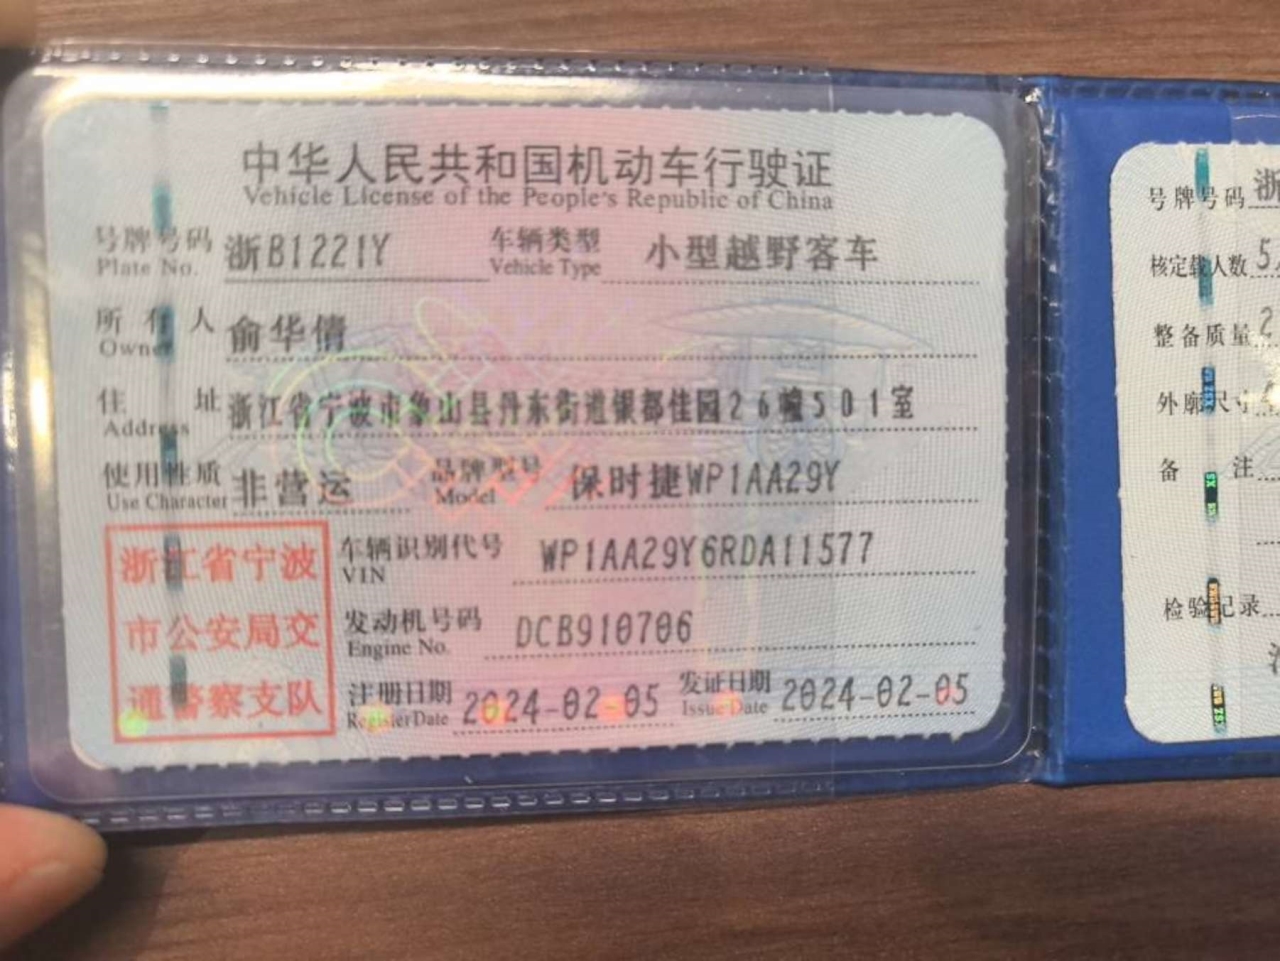 中华人民共和国机动车行驶证
Vehicle License of the People's Republic of China
号牌号码 浙B1221Y 车辆类型 小型越野客车
Plate No. Vehicle Type
所有人 俞华倩
Owner
住址 浙江省宁波市象山县丹东街道银都佳园26幢501室
Address
使用性质 非营运 品牌型号 保时捷WP1AA29Y
Use Character Model
浙江省宁波
市公安局交
通警察支队
车辆识别代号 WP1AA29Y6RDA11577
VIN
发动机号码 DCB910706
Engine No.
注册日期 2024-02-05 发证日期 2024-02-05
Register Date Issue Date
号牌号码 浙
核定载人数 5
整备质量 2
外廓尺寸
备注
检验记录